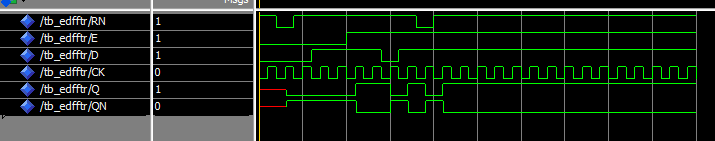 Msgs
/tb_edfftr/RN 1
/tb_edfftr/E 1
/tb_edfftr/D 1
/tb_edfftr/CK 0
/tb_edfftr/Q 1
/tb_edfftr/QN 0